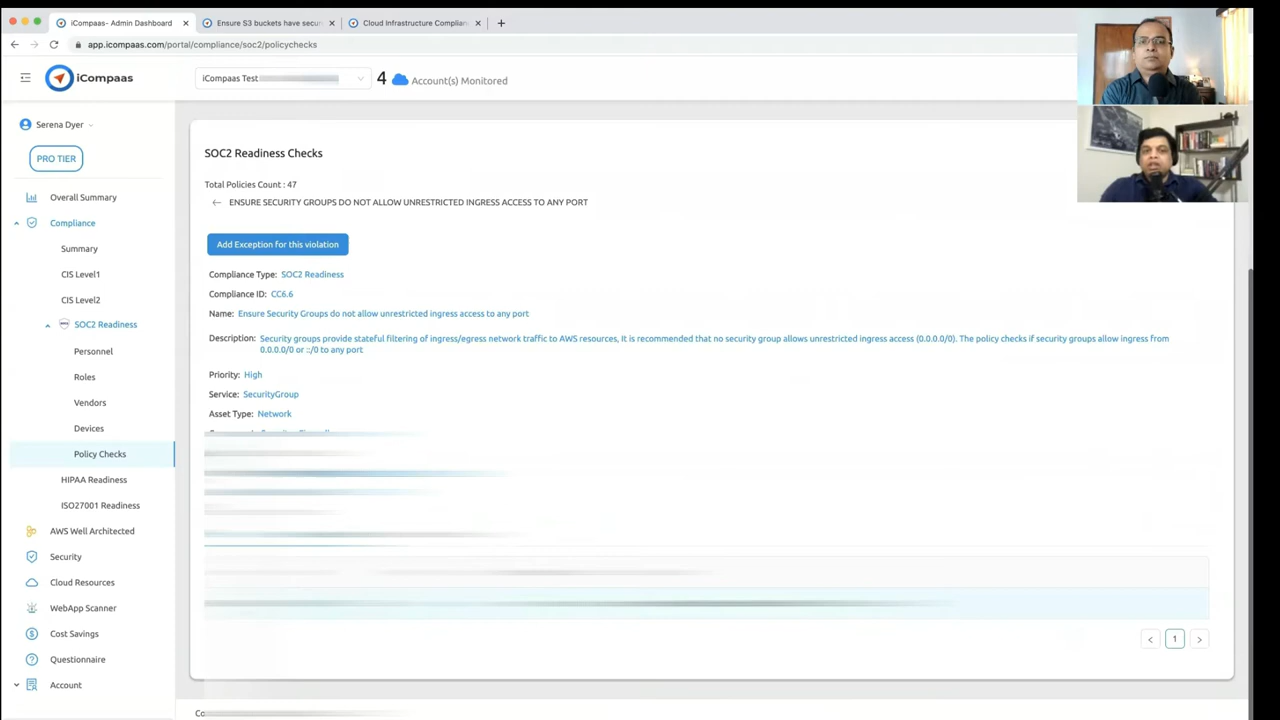 iCompaas- Admin Dashboard
Ensure S3 buckets have secur
Cloud Infrastructure Complian
app.icompaas.com/portal/compliance/soc2/policychecks
iCompaas
iCompaas Test
4 Account(s) Monitored
Serena Dyer
PRO TIER
Overall Summary
Compliance
Summary
CIS Level1
CIS Level2
SOC2 Readiness
Personnel
Roles
Vendors
Devices
Policy Checks
HIPAA Readiness
ISO27001 Readiness
AWS Well Architected
Security
Cloud Resources
WebApp Scanner
Cost Savings
Questionnaire
Account
SOC2 Readiness Checks
Total Policies Count : 47
ENSURE SECURITY GROUPS DO NOT ALLOW UNRESTRICTED INGRESS ACCESS TO ANY PORT
Add Exception for this violation
Compliance Type: SOC2 Readiness
Compliance ID: CC6.6
Name: Ensure Security Groups do not allow unrestricted ingress access to any port
Description: Security groups provide stateful filtering of ingress/egress network traffic to AWS resources, It is recommended that no security group allows unrestricted ingress access (0.0.0.0/0). The policy checks if security groups allow ingress from
0.0.0.0/0 or ::/0 to any port
Priority: High
Service: SecurityGroup
Asset Type: Network
1
Co